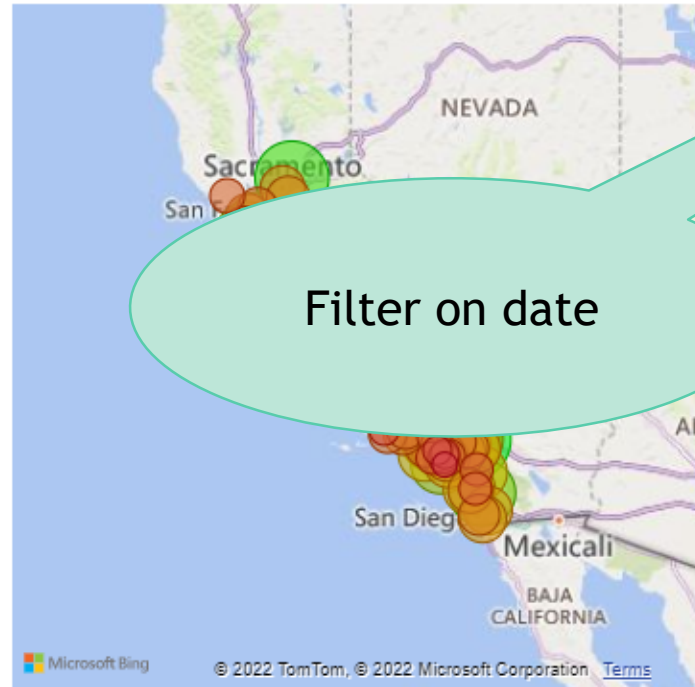 NEVADA
Sacramento
San F
Filter on date
San Dieg
Mexicali
BAJA
CALIFORNIA
Microsoft Bing
© 2022 TomTom, © 2022 Microsoft Corporation Terms